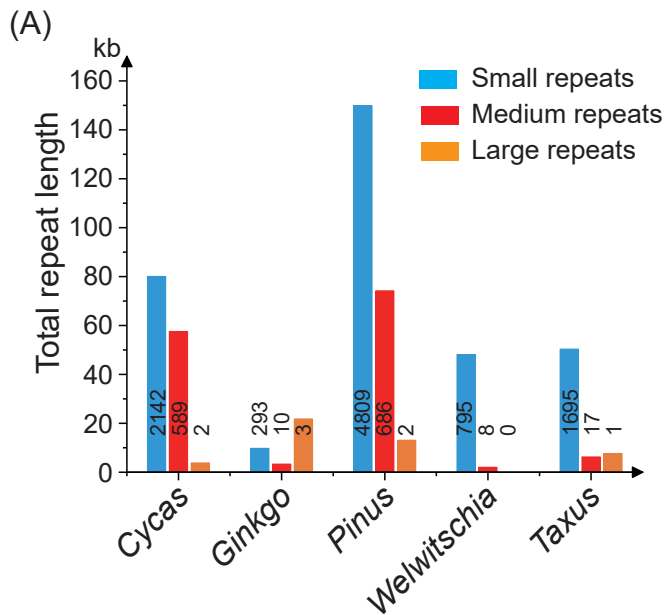 (A)
kb
Total repeat length
160
140
120
100
80
60
40
20
0
Small repeats
Medium repeats
Large repeats
2142
589
2
293
10
3
4809
686
2
795
8
0
1695
17
1
Cycas
Ginkgo
Pinus
Welwitschia
Taxus